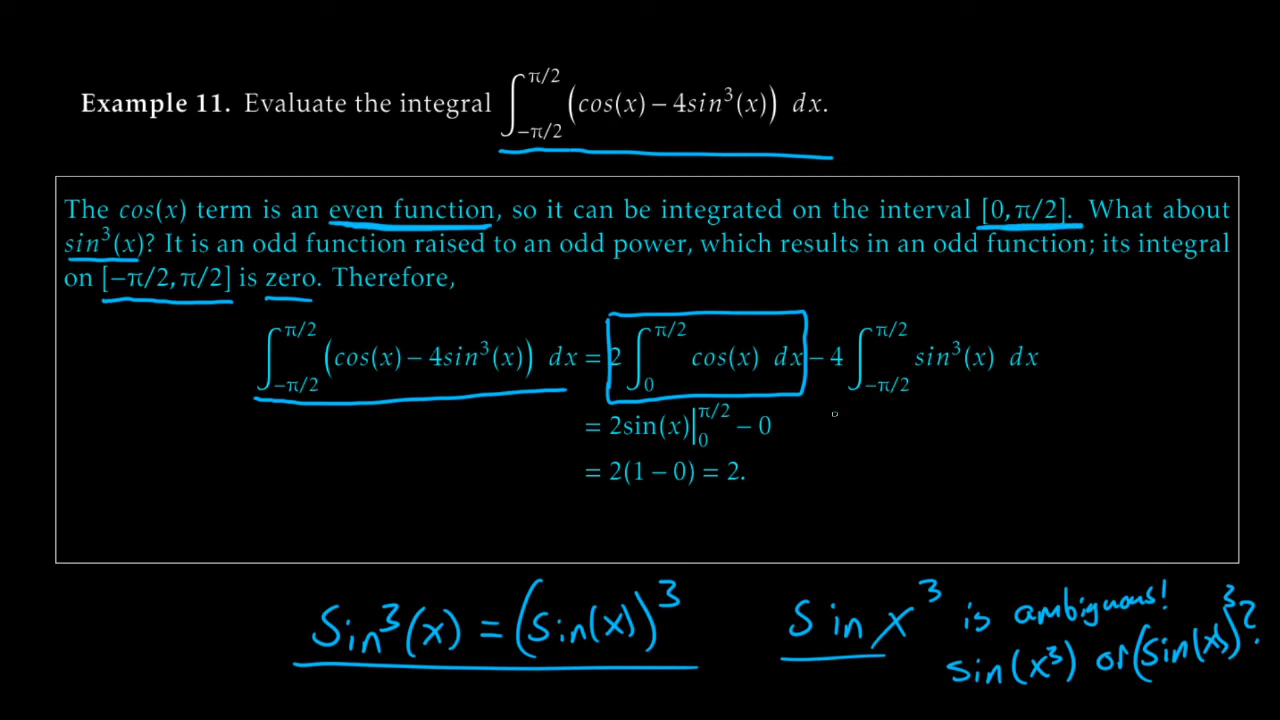 Example 11. Evaluate the integral ∫_{−π/2}^{π/2} (cos(x) − 4sin³(x)) dx.
The cos(x) term is an even function, so it can be integrated on the interval [0, π/2]. What about
sin³(x)? It is an odd function raised to an odd power, which results in an odd function; its integral
on [−π/2, π/2] is zero. Therefore,
∫_{−π/2}^{π/2} (cos(x) − 4sin³(x)) dx = 2 ∫_{0}^{π/2} cos(x) dx − 4 ∫_{−π/2}^{π/2} sin³(x) dx
= 2sin(x)|_{0}^{π/2} − 0
= 2(1 − 0) = 2.
Sin³(x) = (sin(x))³
Sin x³ is ambiguous!
sin(x³) or (sin(x))³?